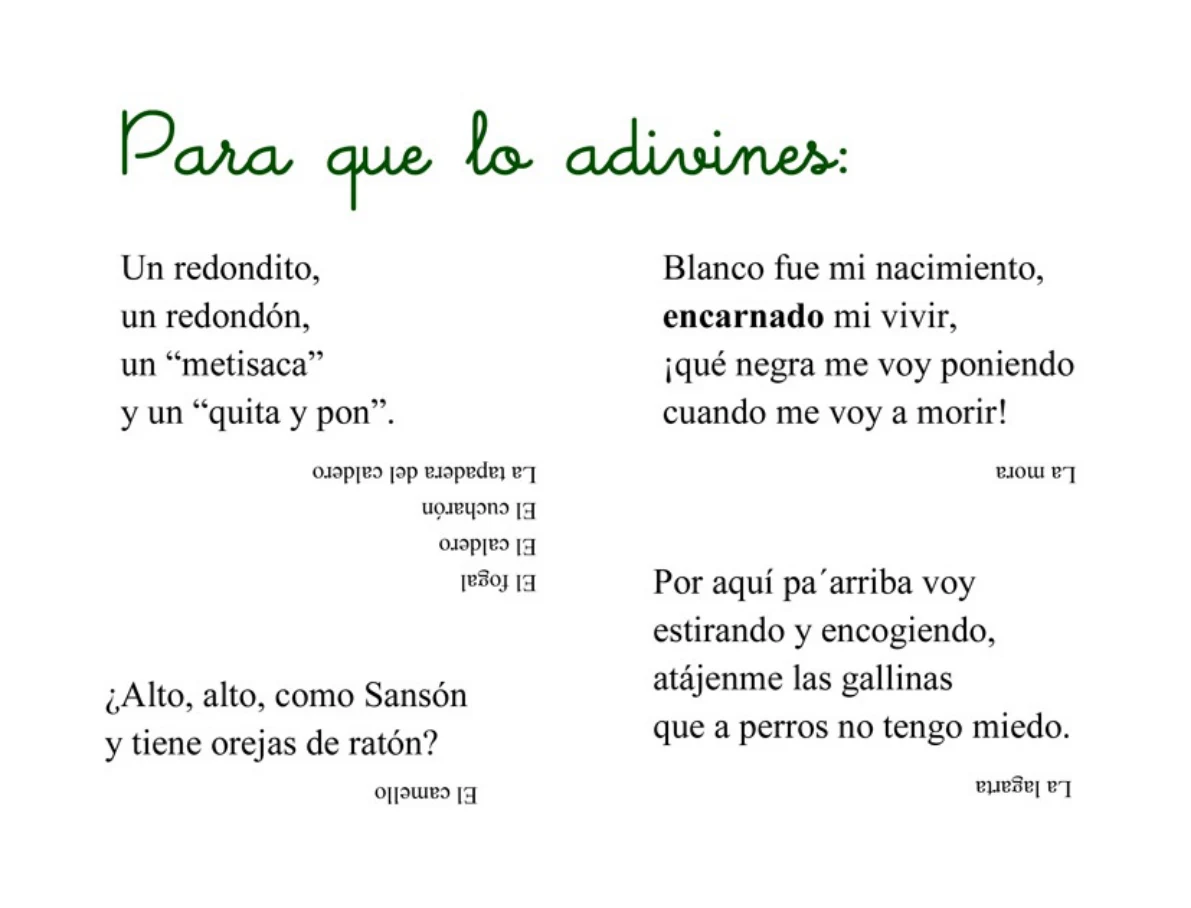 Para que lo adivines:
Un redondito,
un redondón,
un “metisaca”
y un “quita y pon”.
El fogal
El caldero
El cucharón
La tapadera del caldero
¿Alto, alto, como Sansón
y tiene orejas de ratón?
El camello
Blanco fue mi nacimiento,
encarnado mi vivir,
¡qué negra me voy poniendo
cuando me voy a morir!
La mora
Por aquí pa´arriba voy
estirando y encogiendo,
atájenme las gallinas
que a perros no tengo miedo.
La lagarta